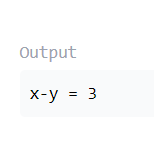 Output
x-y = 3